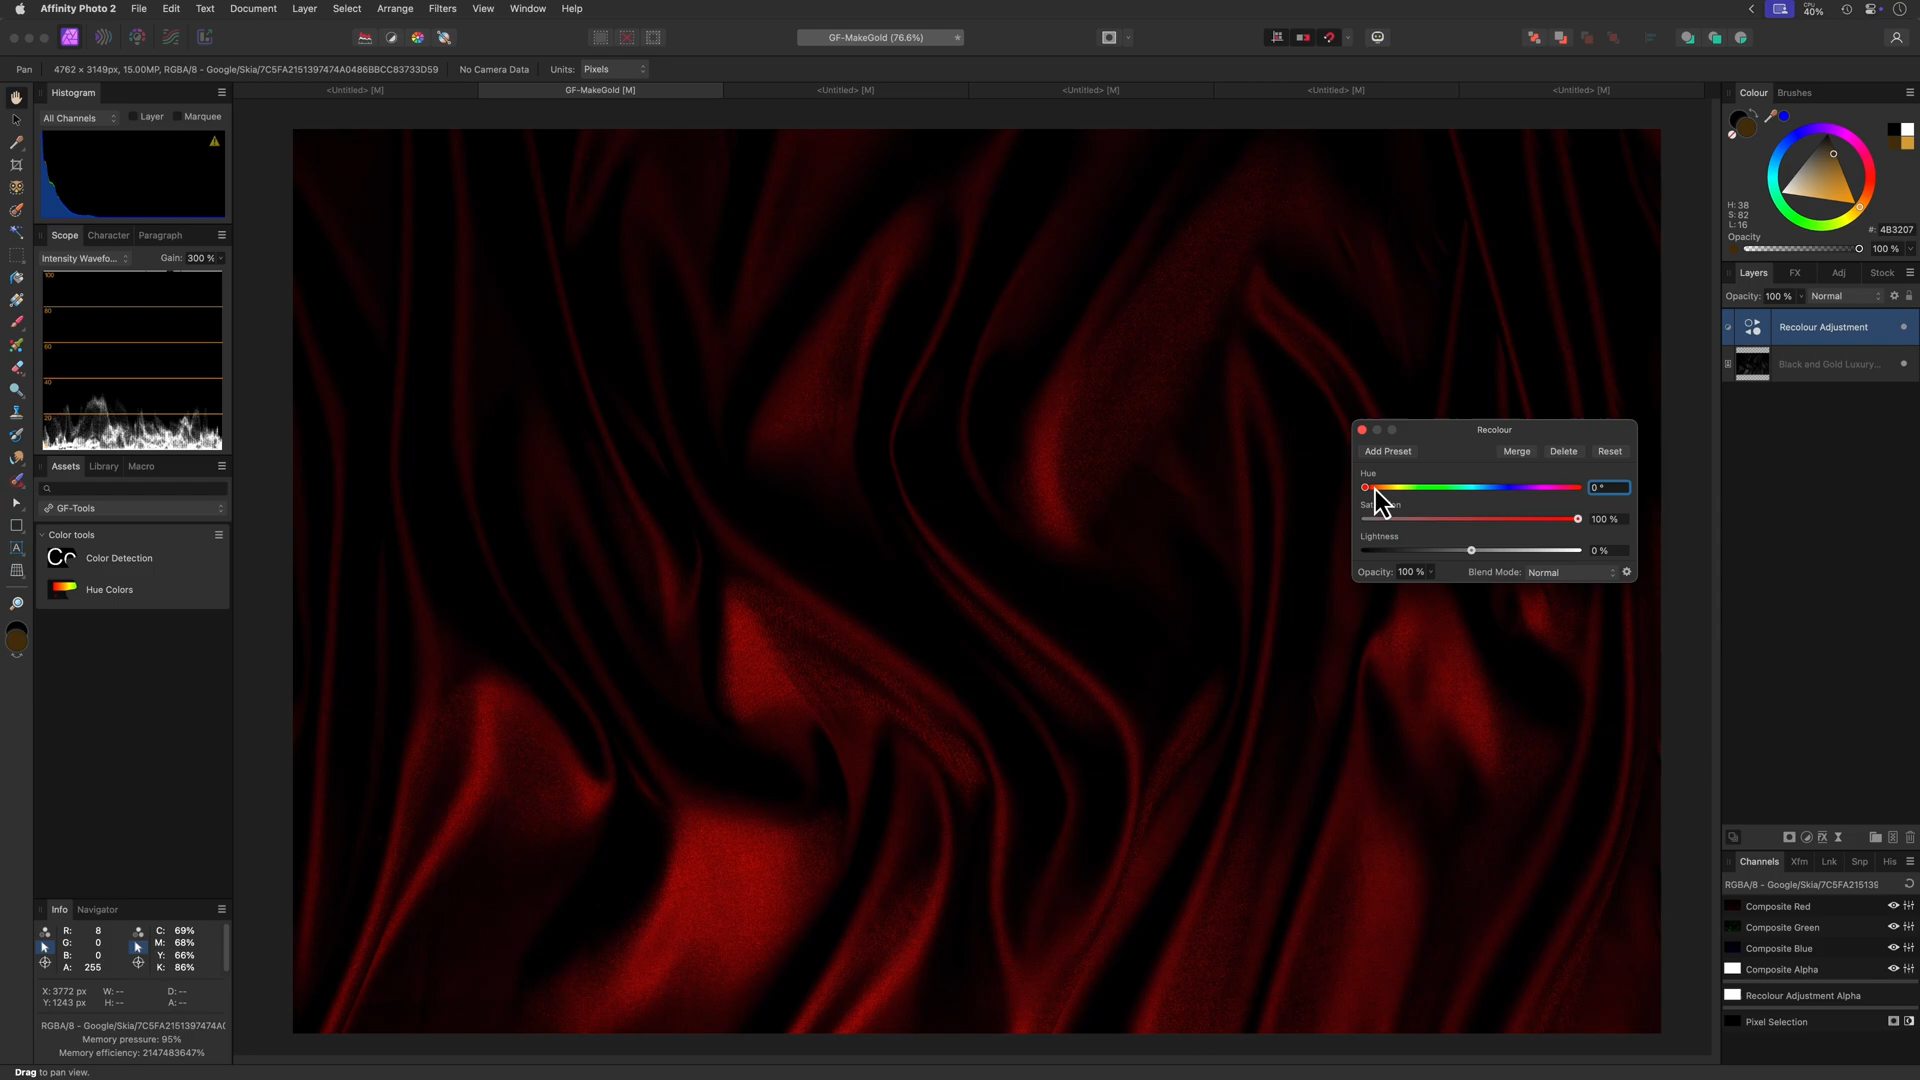 Affinity Photo 2 File Edit Text Document Layer Select Arrange Filters View Window Help
CPU
40%
GF-MakeGold (76.6%)
Pan 4762 × 3149px, 15.00MP, RGBA/8 - Google/Skia/7C5FA2151397474A0486BBCC83733D59 No Camera Data Units: Pixels
<Untitled> [M] GF-MakeGold [M] <Untitled> [M] <Untitled> [M] <Untitled> [M] <Untitled> [M]
Histogram
All Channels Layer Marquee
Scope Character Paragraph
Intensity Wavefo... Gain: 300 %
100
80
60
40
20
Assets Library Macro
GF-Tools
Color tools
Color Detection
Hue Colors
Info Navigator
R: 8 C: 69%
G: 0 M: 68%
B: 0 Y: 66%
A: 255 K: 86%
X: 3772 px W: -- D: --
Y: 1243 px H: -- A: --
RGBA/8 - Google/Skia/7C5FA2151397474A(
Memory pressure: 95%
Memory efficiency: 2147483647%
Drag to pan view.
Recolour
Add Preset Merge Delete Reset
Hue
0 °
100 %
Lightness
0 %
Opacity: 100 % Blend Mode: Normal
Colour Brushes
H: 38
S: 82
L: 16
#: 4B3207
Opacity
100 %
Layers FX Adj Stock
Opacity: 100 % Normal
Recolour Adjustment
Black and Gold Luxury...
Channels Xfm Lnk Snp His
RGBA/8 - Google/Skia/7C5FA215139
Composite Red
Composite Green
Composite Blue
Composite Alpha
Recolour Adjustment Alpha
Pixel Selection